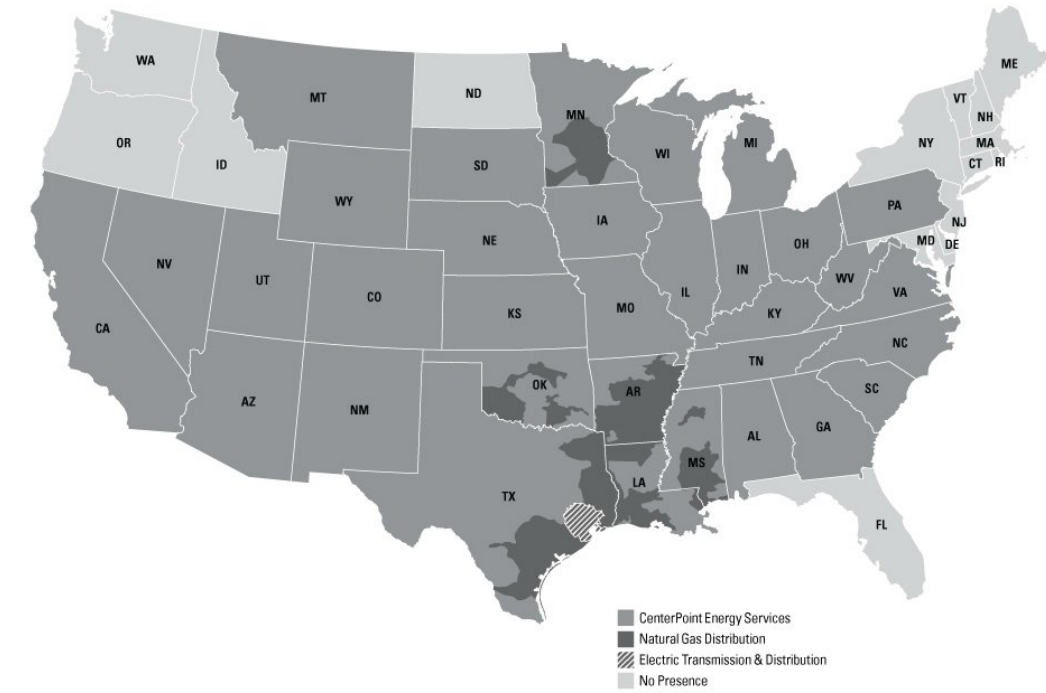 WA
ME
MT
ND
VT
MN
NH
OR
NY
MA
MI
WI
CT
RI
ID
SD
WY
PA
IA
NJ
NE
MD
DE
OH
NV
IN
UT
WV
IL
VA
CO
MO
KS
KY
CA
NC
TN
OK
SC
AR
AZ
NM
GA
AL
MS
LA
TX
FL
CenterPoint Energy Services
Natural Gas Distribution
Electric Transmission & Distribution
No Presence